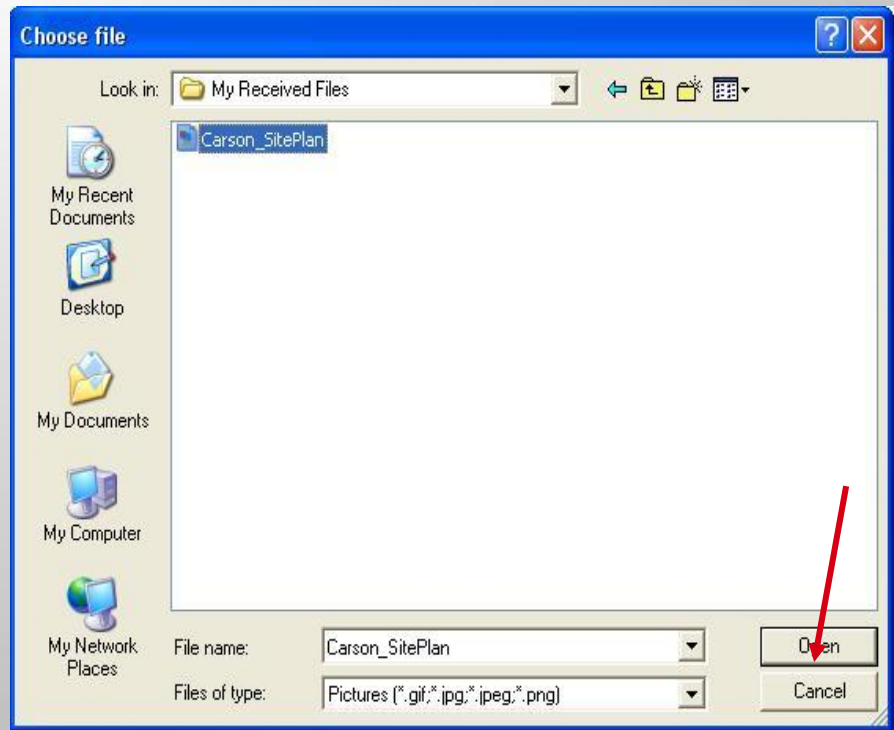 Choose file
Look in:
My Received Files
Carson_SitePlan
My Recent
Documents
Desktop
My Documents
My Computer
My Network
Places
File name:
Carson_SitePlan
Open
Files of type:
Pictures (*.gif;*.jpg;*.jpeg;*.png)
Cancel